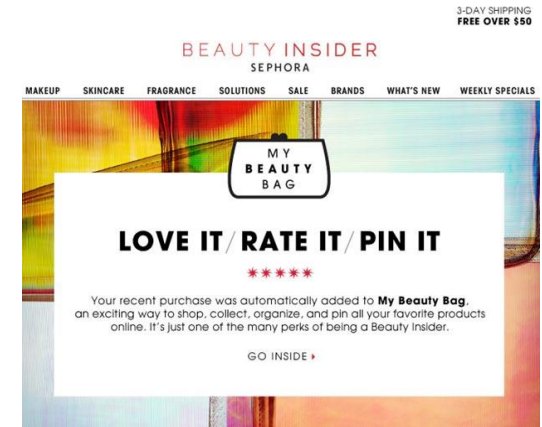 3-DAY SHIPPING
FREE OVER $50
BEAUTY INSIDER
SEPHORA
MAKEUP SKINCARE FRAGRANCE SOLUTIONS SALE BRANDS WHAT'S NEW WEEKLY SPECIALS
MY
BEAUTY
BAG
LOVE IT/RATE IT/PIN IT
Your recent purchase was automatically added to My Beauty Bag,
an exciting way to shop, collect, organize, and pin all your favorite products
online. It's just one of the many perks of being a Beauty Insider.
GO INSIDE